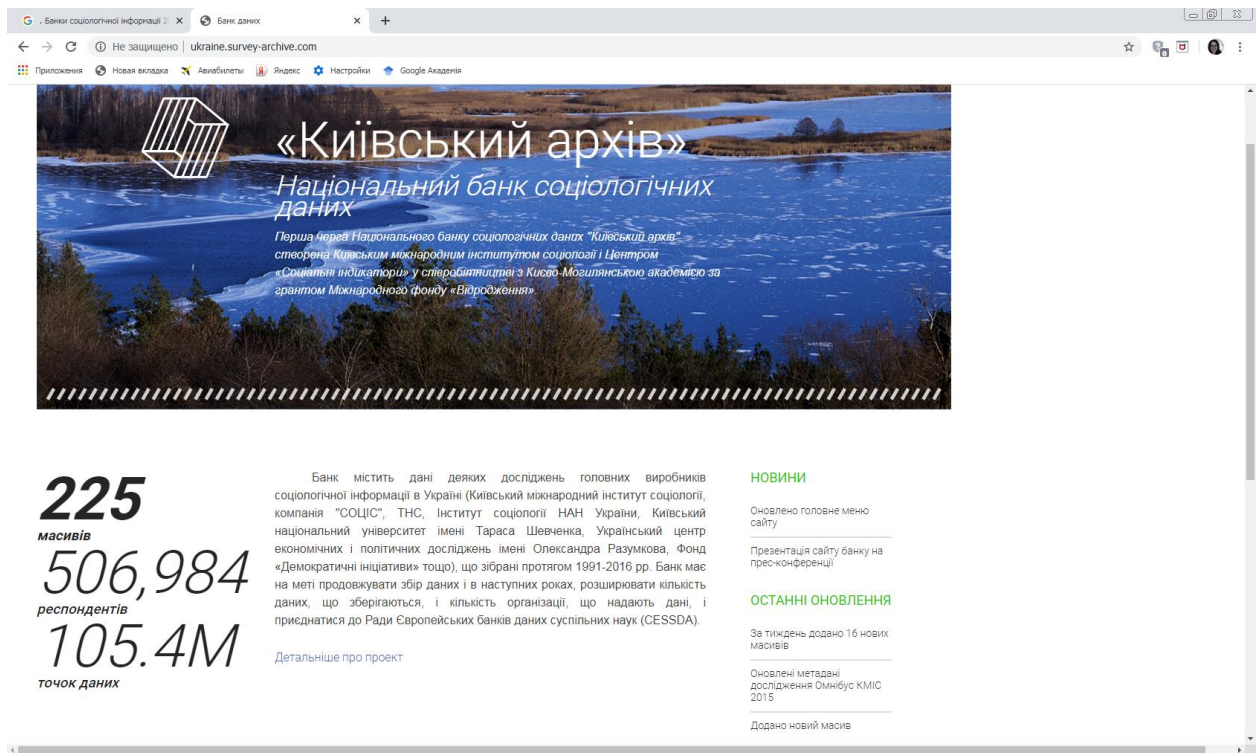 . Банки соціологічної інформації 2
Банк даних
Не защищено | ukraine.survey-archive.com
Приложения Новая вкладка Авиабилеты Яндекс Настройки Google Академія
«Київський архів»
Національний банк соціологічних
даних
Перша черга Національного банку соціологічних даних "Київський архів"
створена Київським міжнародним інститутом соціології і Центром
«Соціальні індикатори» у співробітництві з Києво-Могилянською академією за
грантом Міжнародного фонду «Відродження».
225
масивів
506,984
респондентів
105.4M
точок даних
Банк містить дані деяких досліджень головних виробників
соціологічної інформації в Україні (Київський міжнародний інститут соціології,
компанія "СОЦІС", ТНС, Інститут соціології НАН України, Київський
національний університет імені Тараса Шевченка, Український центр
економічних і політичних досліджень імені Олександра Разумкова, Фонд
«Демократичні ініціативи» тощо), що зібрані протягом 1991-2016 рр. Банк має
на меті продовжувати збір даних і в наступних роках, розширювати кількість
даних, що зберігаються, і кількість організації, що надають дані, і
приєднатися до Ради Європейських банків даних суспільних наук (CESSDA).
Детальніше про проект
НОВИНИ
Оновлено головне меню
сайту
Презентація сайту банку на
прес-конференції
ОСТАННІ ОНОВЛЕННЯ
За тиждень додано 16 нових
масивів
Оновлені метадані
дослідження Омнібус КМІС
2015
Додано новий масив